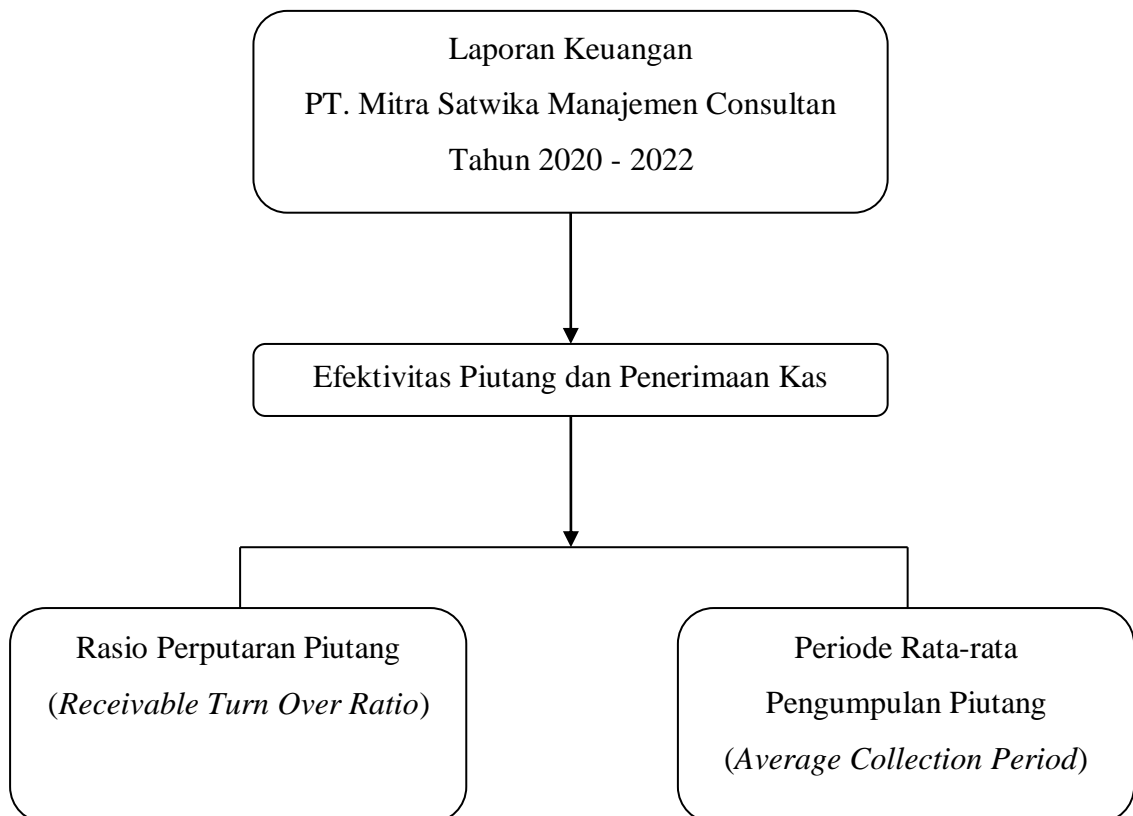 Laporan Keuangan
PT. Mitra Satwika Manajemen Consultan
Tahun 2020 - 2022
Efektivitas Piutang dan Penerimaan Kas
Rasio Perputaran Piutang
(Receivable Turn Over Ratio)
Periode Rata-rata
Pengumpulan Piutang
(Average Collection Period)